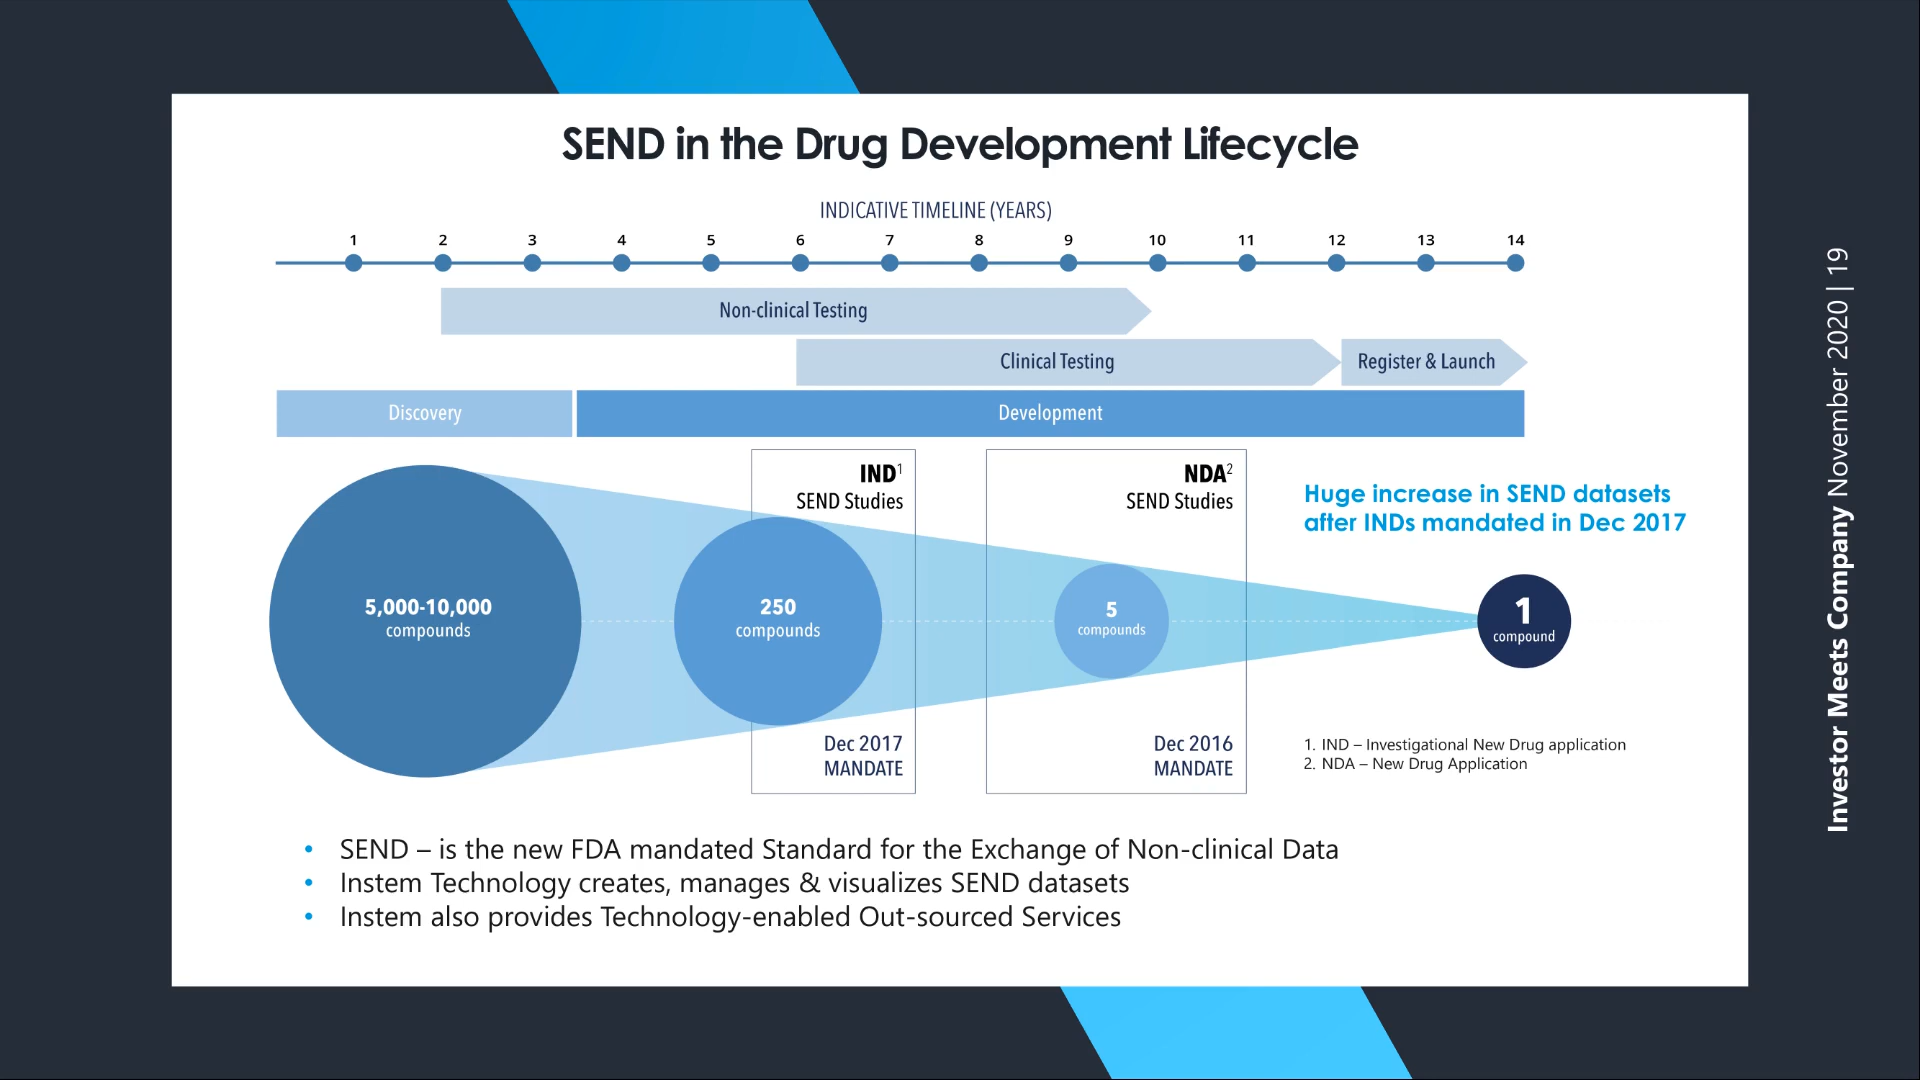 SEND in the Drug Development Lifecycle
INDICATIVE TIMELINE (YEARS)
1 2 3 4 5 6 7 8 9 10 11 12 13 14
Non-clinical Testing
Clinical Testing
Register & Launch
Discovery
Development
IND¹
SEND Studies
NDA²
SEND Studies
Huge increase in SEND datasets
after INDs mandated in Dec 2017
5,000-10,000
compounds
250
compounds
5
compounds
1
compound
Dec 2017
MANDATE
Dec 2016
MANDATE
1. IND – Investigational New Drug application
2. NDA – New Drug Application
• SEND – is the new FDA mandated Standard for the Exchange of Non-clinical Data
• Instem Technology creates, manages & visualizes SEND datasets
• Instem also provides Technology-enabled Out-sourced Services
Investor Meets Company November 2020 | 19